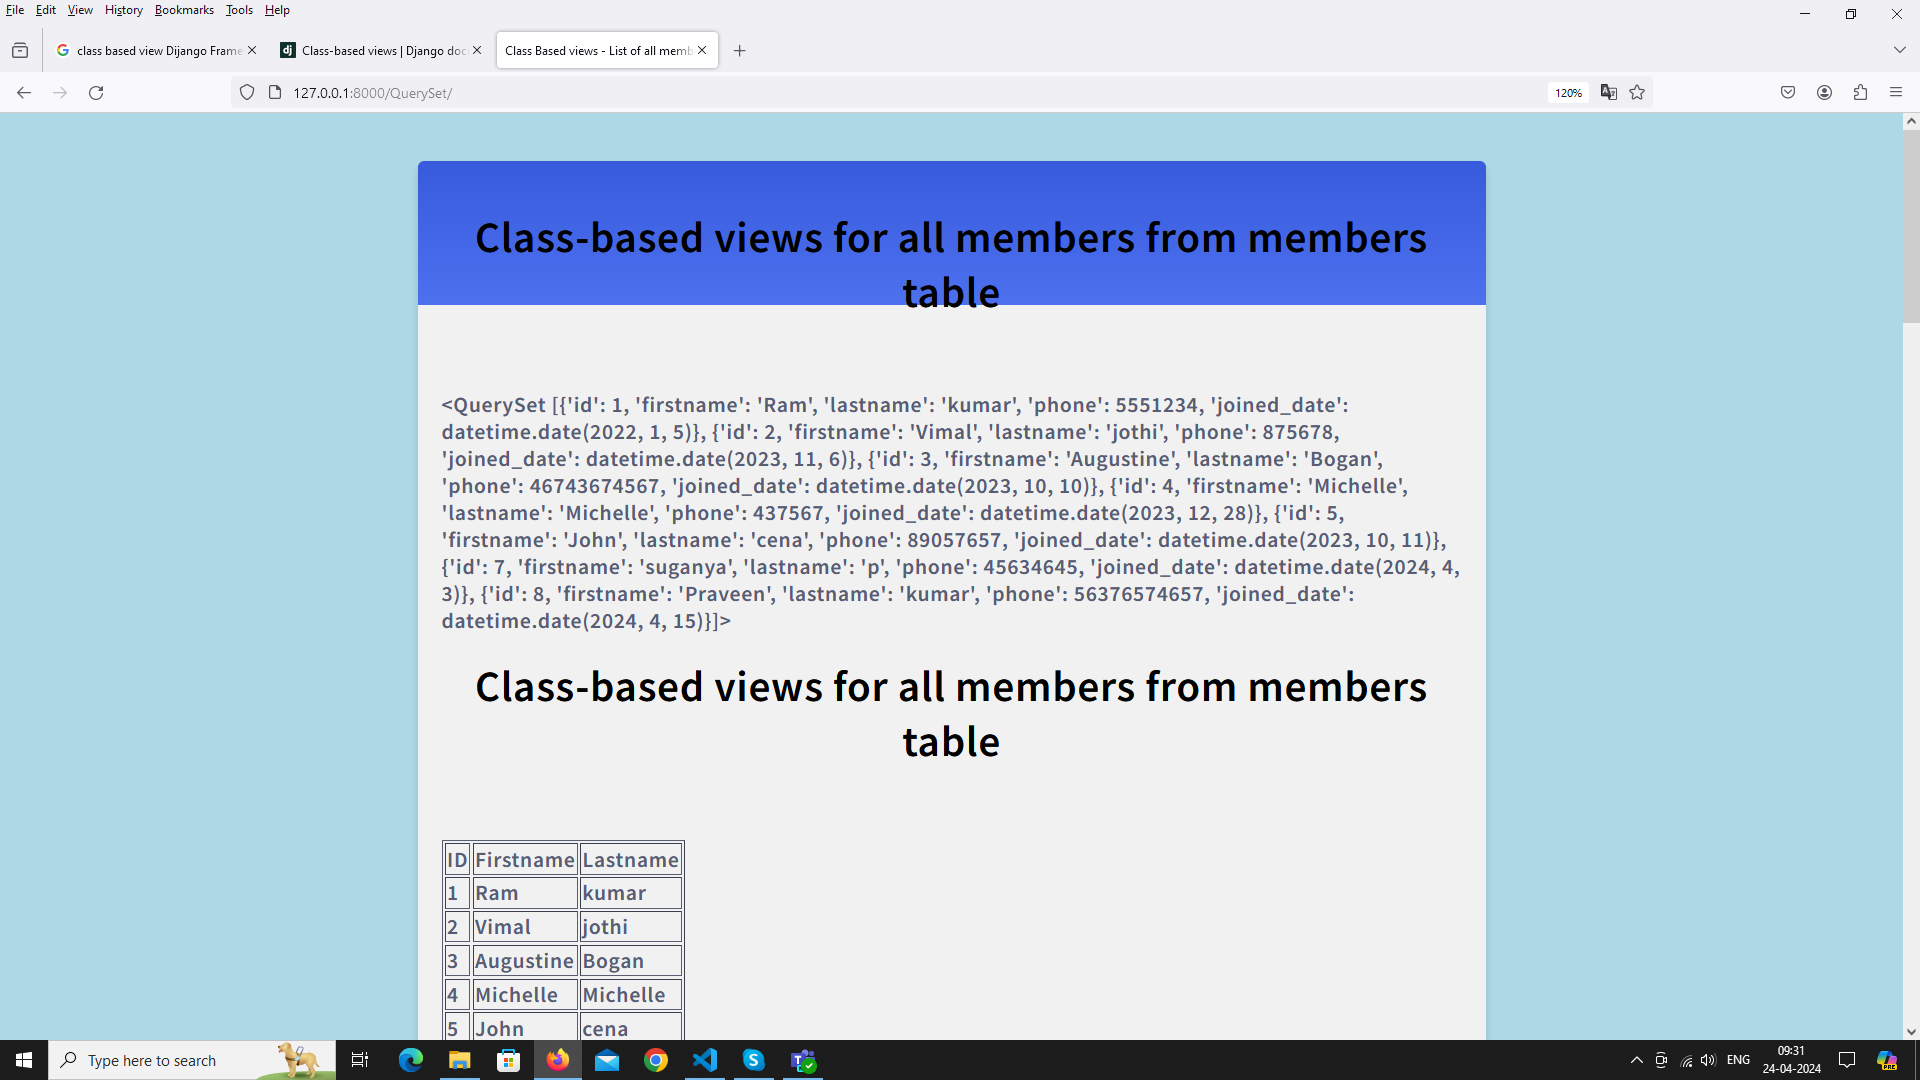 File Edit View History Bookmarks Tools Help
class based view Dijango Frame
Class-based views | Django doc
Class Based views - List of all memb
127.0.0.1:8000/QuerySet/
120%
Class-based views for all members from members
table
<QuerySet [{'id': 1, 'firstname': 'Ram', 'lastname': 'kumar', 'phone': 5551234, 'joined_date':
datetime.date(2022, 1, 5)}, {'id': 2, 'firstname': 'Vimal', 'lastname': 'jothi', 'phone': 875678,
'joined_date': datetime.date(2023, 11, 6)}, {'id': 3, 'firstname': 'Augustine', 'lastname': 'Bogan',
'phone': 46743674567, 'joined_date': datetime.date(2023, 10, 10)}, {'id': 4, 'firstname': 'Michelle',
'lastname': 'Michelle', 'phone': 437567, 'joined_date': datetime.date(2023, 12, 28)}, {'id': 5,
'firstname': 'John', 'lastname': 'cena', 'phone': 89057657, 'joined_date': datetime.date(2023, 10, 11)},
{'id': 7, 'firstname': 'suganya', 'lastname': 'p', 'phone': 45634645, 'joined_date': datetime.date(2024, 4,
3)}, {'id': 8, 'firstname': 'Praveen', 'lastname': 'kumar', 'phone': 56376574657, 'joined_date':
datetime.date(2024, 4, 15)}]>
Class-based views for all members from members
table
ID Firstname Lastname
1 Ram kumar
2 Vimal jothi
3 Augustine Bogan
4 Michelle Michelle
5 John cena
Type here to search
ENG
09:31
24-04-2024